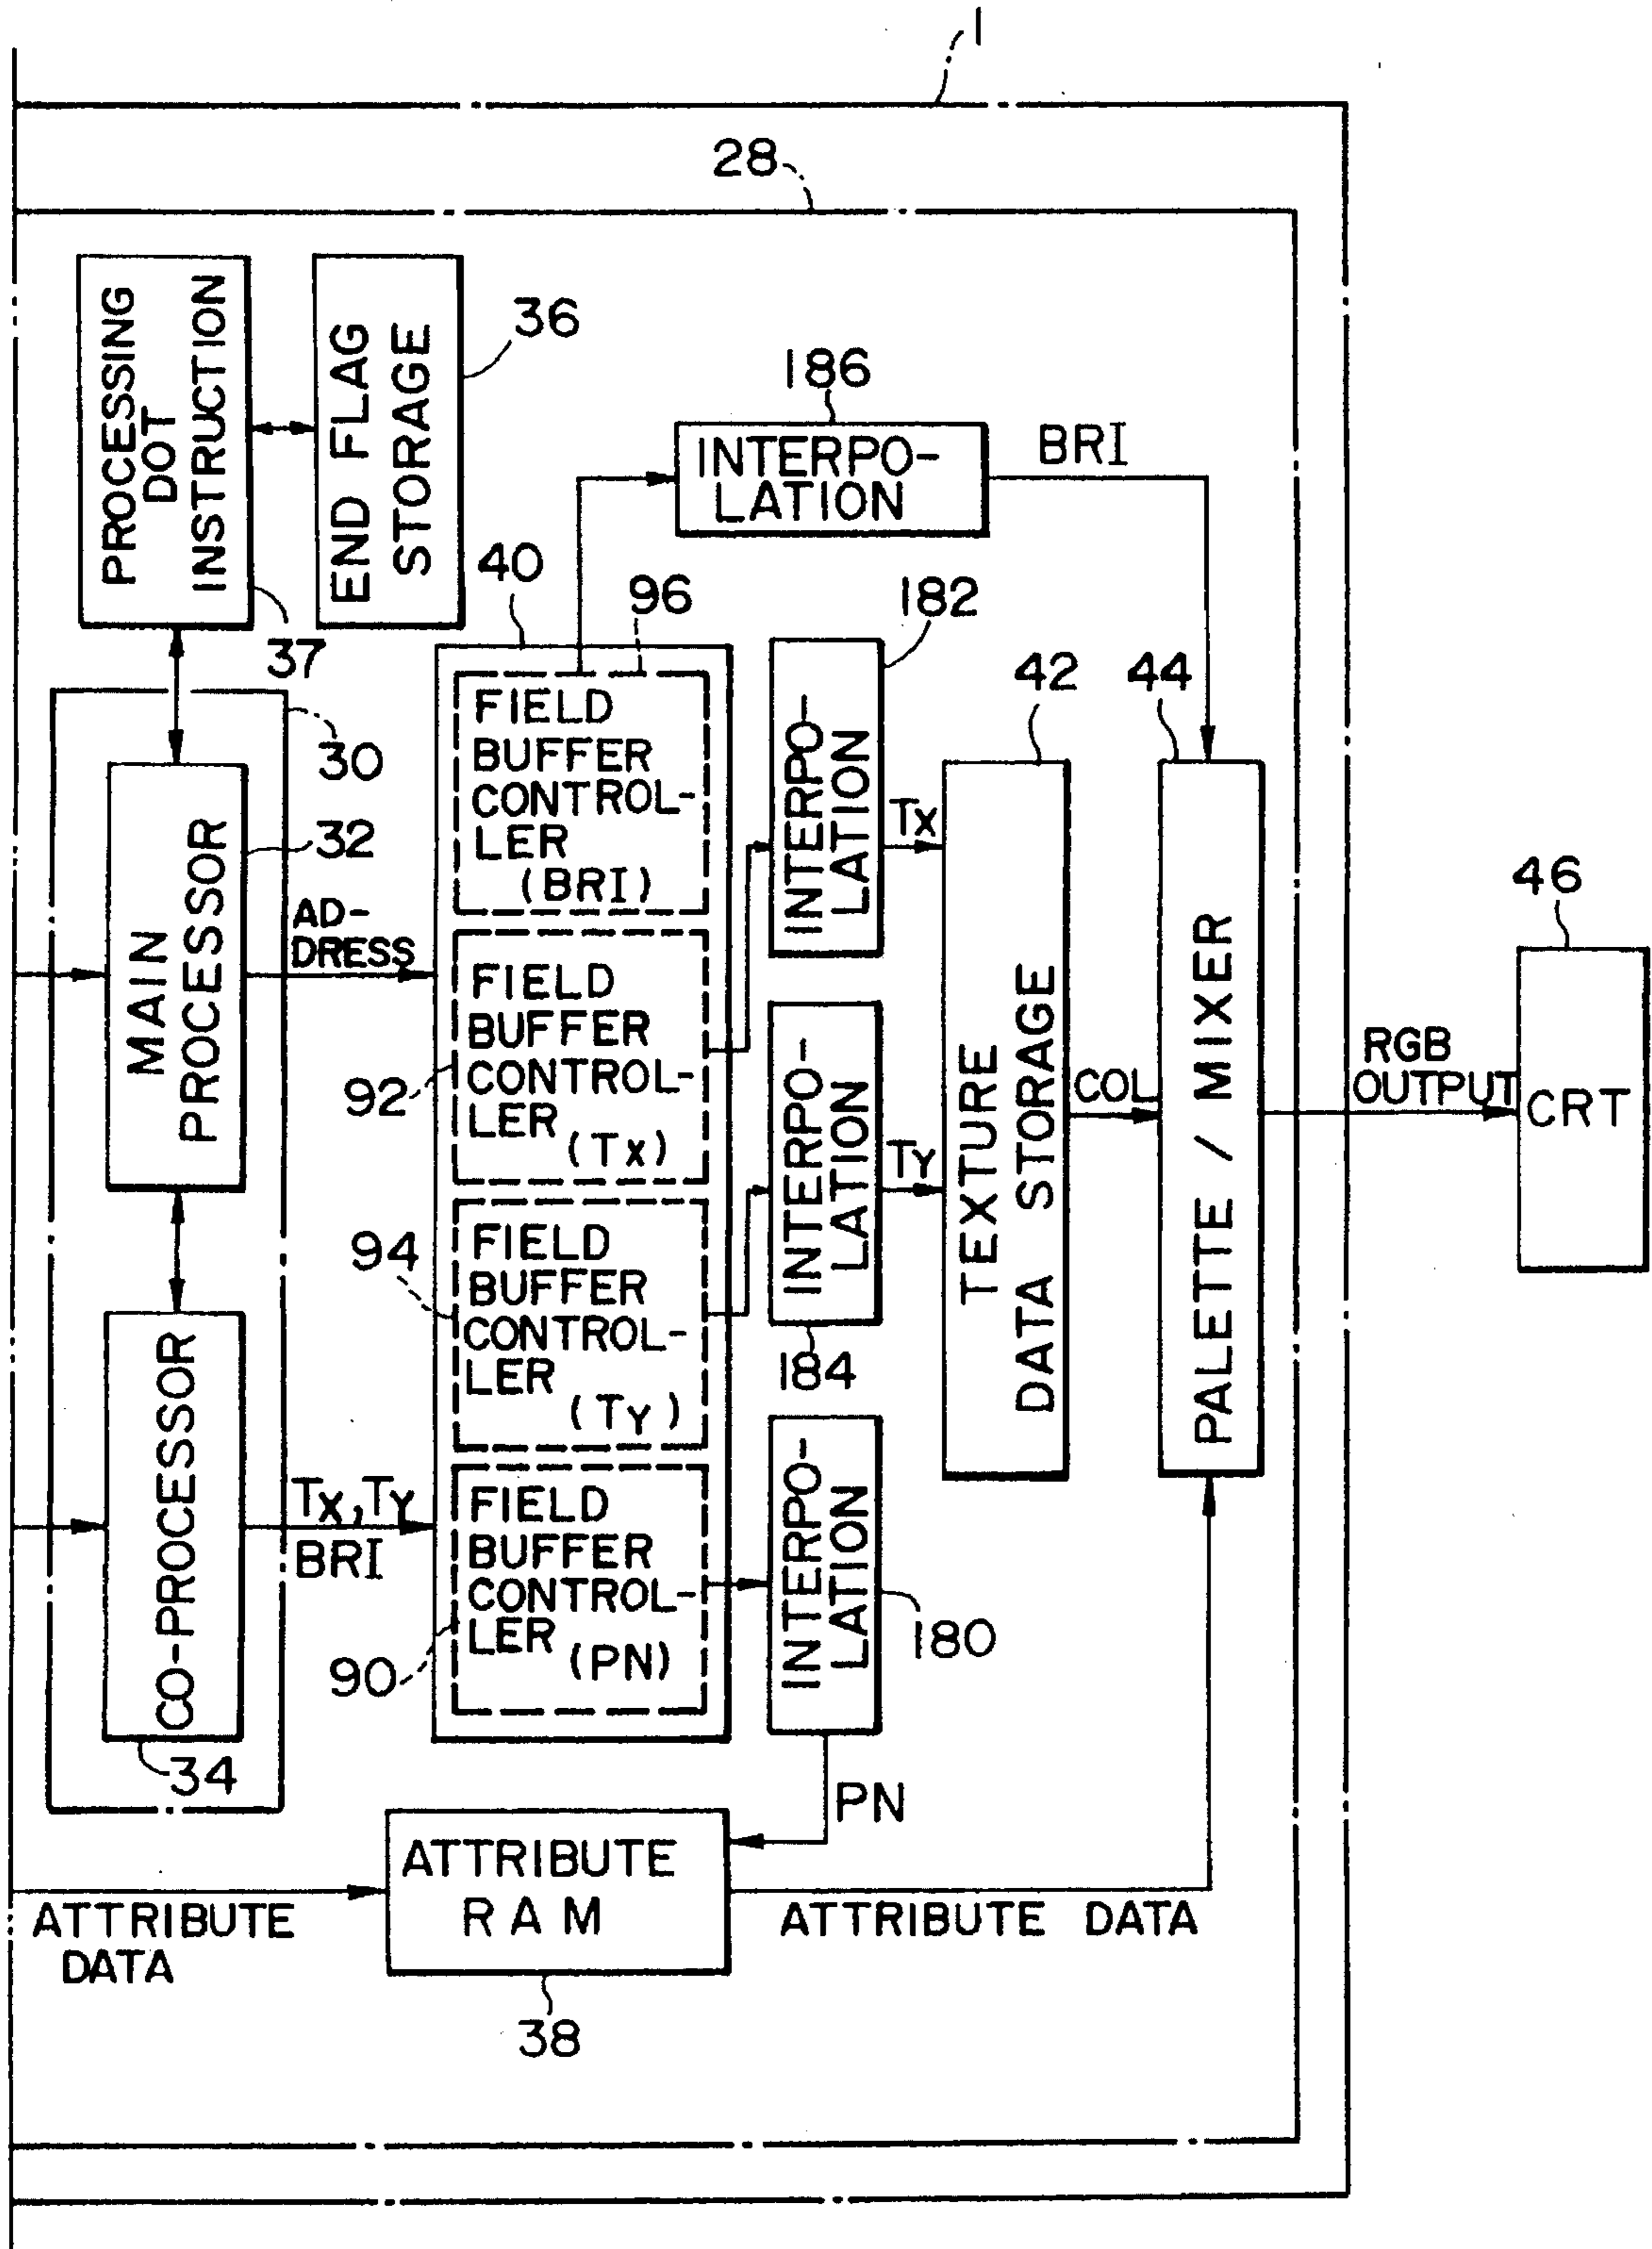 1
28
PROCESSING
DOT
INSTRUCTION
END FLAG
STORAGE
36
37
186
INTERPO-
LATION
BRI
40
96
182
30
32
MAIN
PROCESSOR
AD-
DRESS
FIELD
BUFFER
CONTROL-
LER
(BRI)
INTERPO-
LATION
Tx
42
44
92
FIELD
BUFFER
CONTROL-
LER
(Tx)
INTERPO-
LATION
Ty
184
TEXTURE
DATA STORAGE
COL
PALETTE / MIXER
46
RGB
OUTPUT
CRT
94
FIELD
BUFFER
CONTROL-
LER
(Ty)
CO-PROCESSOR
34
Tx,Ty
BRI
90
FIELD
BUFFER
CONTROL-
LER
(PN)
INTERPO-
LATION
180
PN
ATTRIBUTE
DATA
ATTRIBUTE
RAM
38
ATTRIBUTE DATA